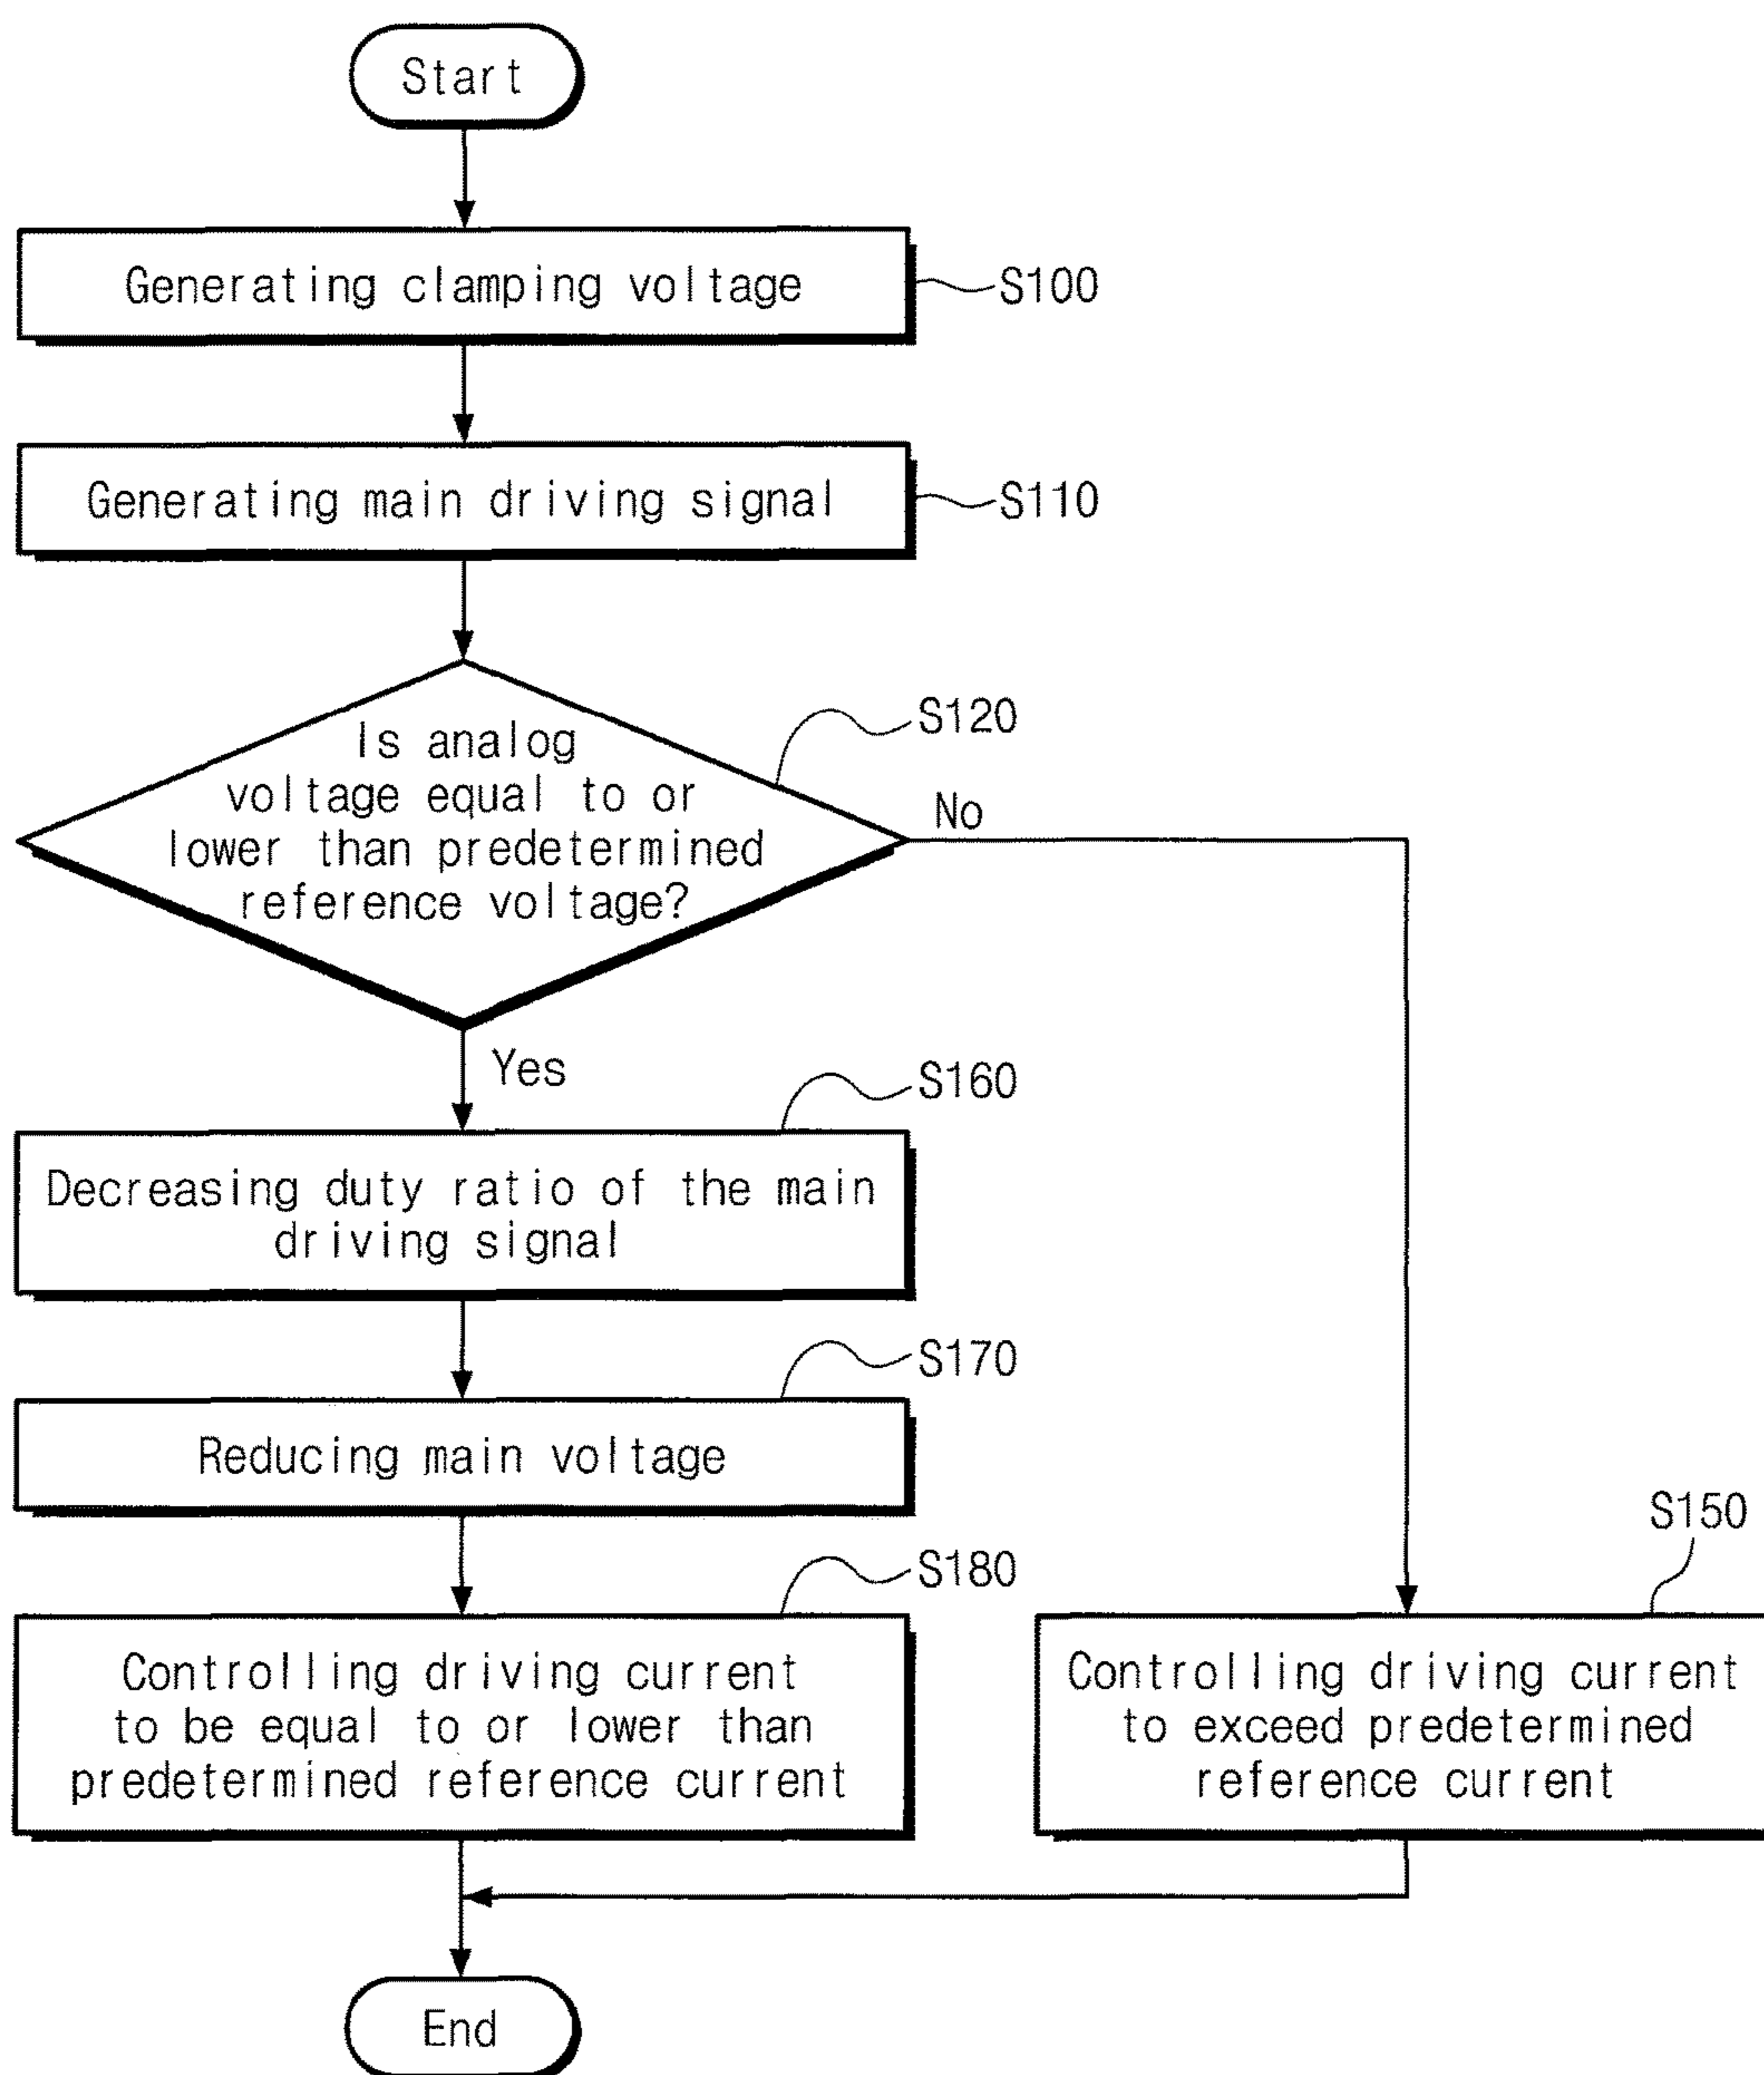 Start
Generating clamping voltage
S100
Generating main driving signal
S110
S120
Is analog
voltage equal to or
lower than predetermined
reference voltage?
No
Yes
S160
Decreasing duty ratio of the main
driving signal
S170
Reducing main voltage
S150
S180
Controlling driving current
to be equal to or lower than
predetermined reference current
Controlling driving current
to exceed predetermined
reference current
End